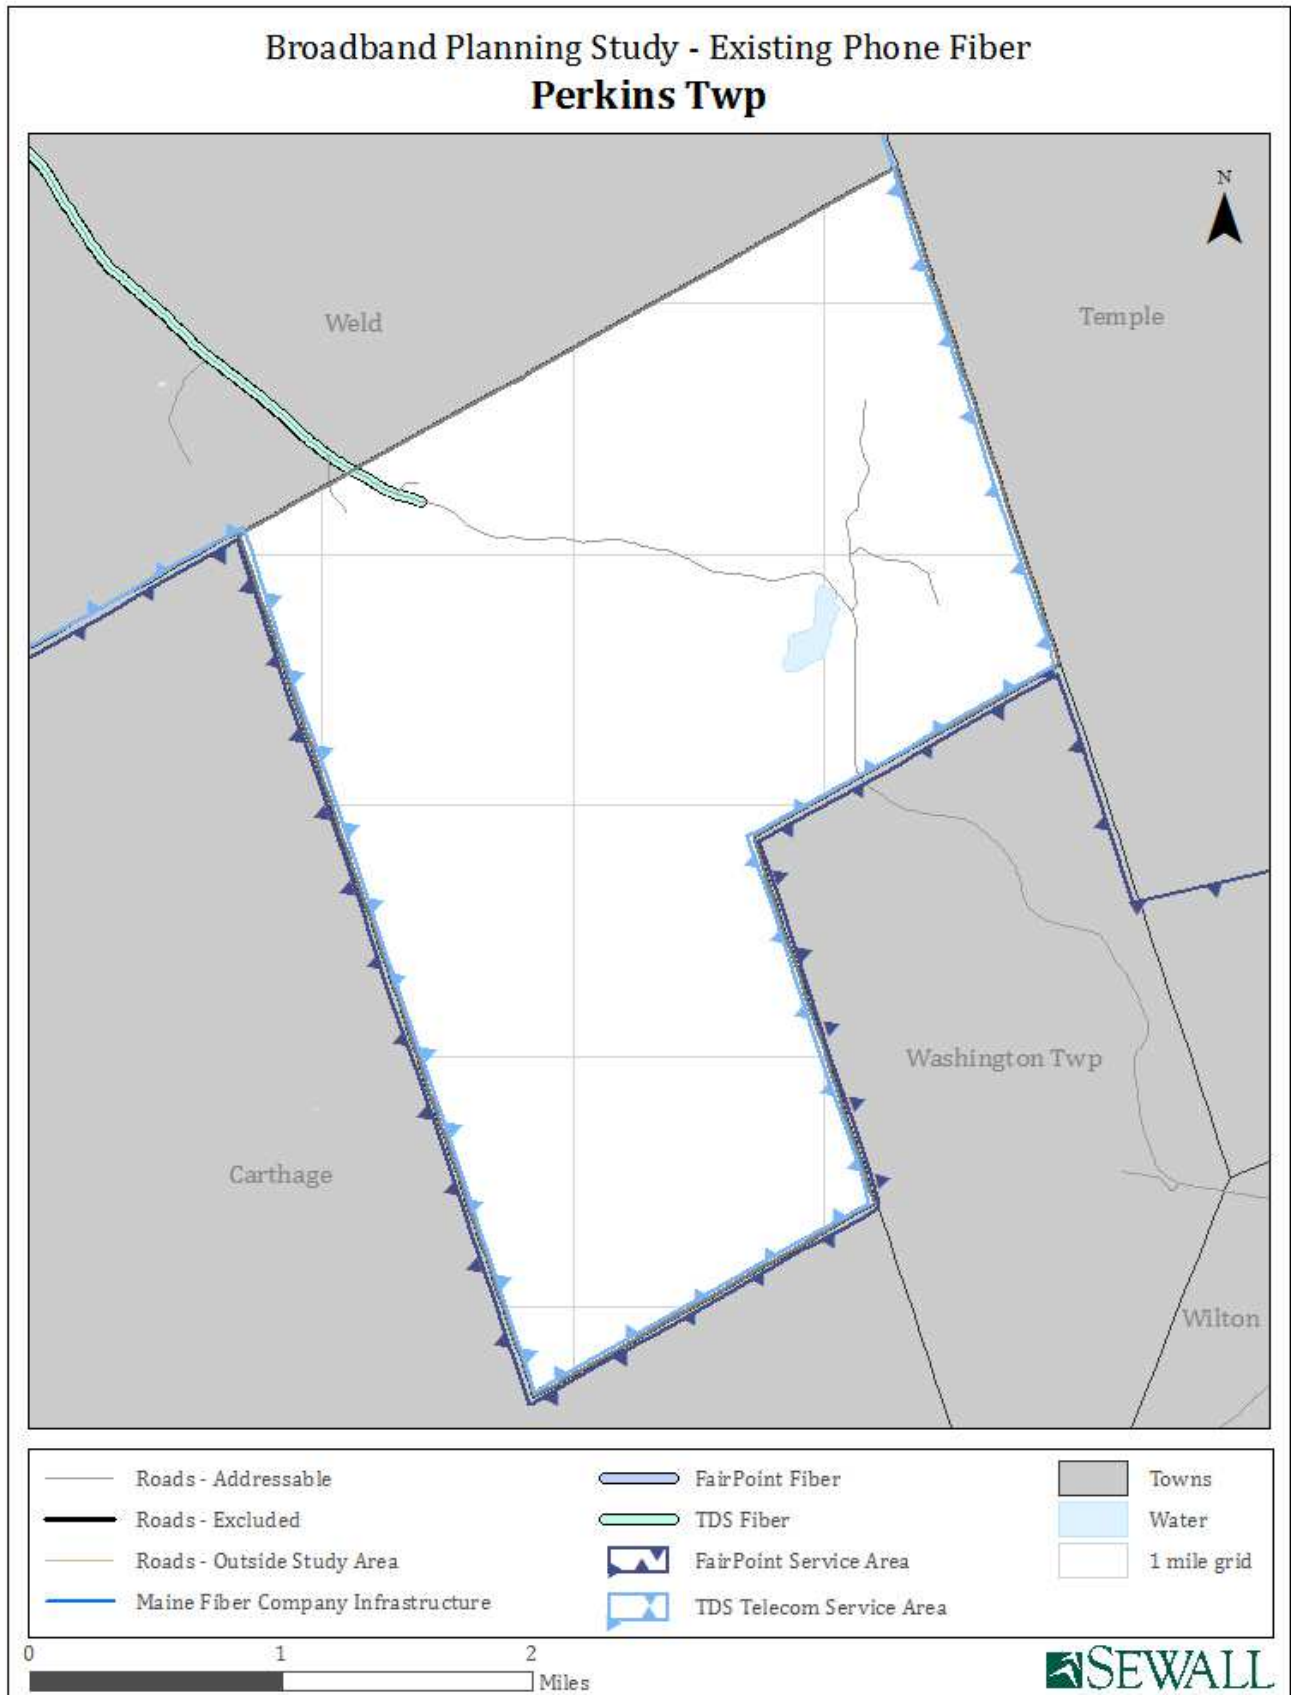 Broadband Planning Study - Existing Phone Fiber
Perkins Twp
N
Weld
Temple
Washington Twp
Carthage
Wilton
Roads - Addressable
Roads - Excluded
Roads - Outside Study Area
Maine Fiber Company Infrastructure
FairPoint Fiber
TDS Fiber
FairPoint Service Area
TDS Telecom Service Area
Towns
Water
1 mile grid
0 1 2
Miles
SEWALL